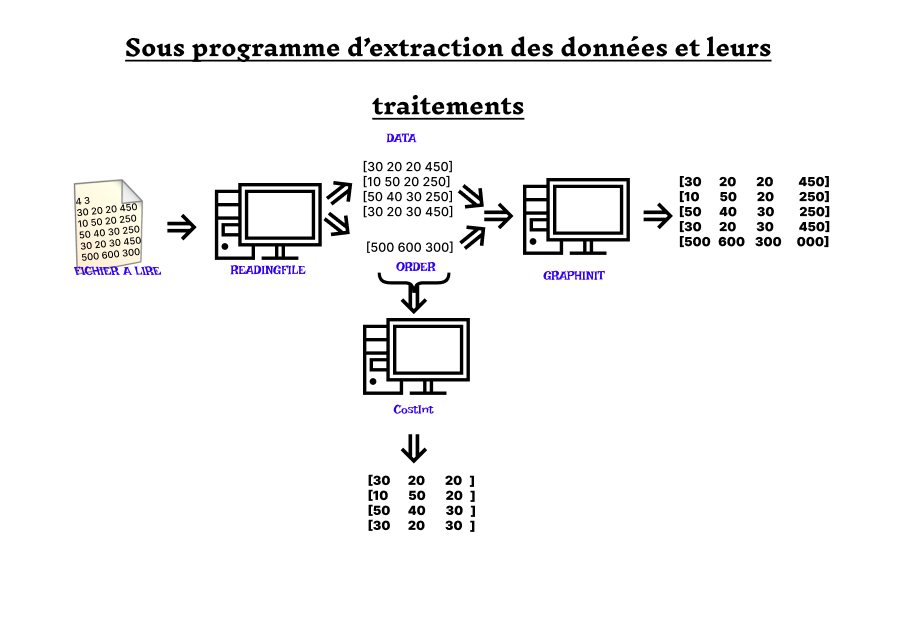 Sous programme d'extraction des données et leurs
traitements
DATA
[30 20 20 450]
[10 50 20 250]
[50 40 30 250]
[30 20 30 450]
[500 600 300]
ORDER
4 3
30 20 20 450
10 50 20 250
50 40 30 250
30 20 30 450
500 600 300
FICHIER A LIRE
READINGFILE
GRAPHINIT
[30 20 20 450]
[10 50 20 250]
[50 40 30 250]
[30 20 30 450]
[500 600 300 000]
CostInt
[30 20 20 ]
[10 50 20 ]
[50 40 30 ]
[30 20 30 ]